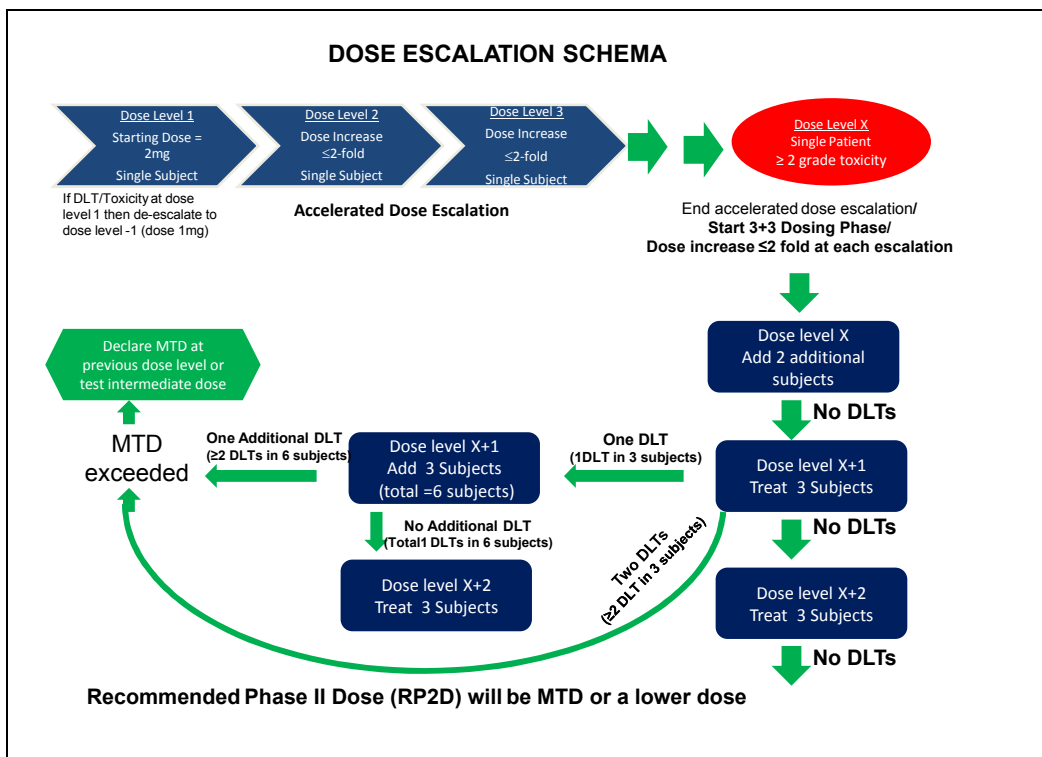 DOSE ESCALATION SCHEMA
Dose Level 1
Starting Dose =
2mg
Single Subject
Dose Level 2
Dose Increase
≤2-fold
Single Subject
Dose Level 3
Dose Increase
≤2-fold
Single Subject
Dose Level X
Single Patient
≥ 2 grade toxicity
If DLT/Toxicity at dose
level 1 then de-escalate to
dose level -1 (dose 1mg)
Accelerated Dose Escalation
End accelerated dose escalation/
Start 3+3 Dosing Phase/
Dose increase ≤2 fold at each escalation
Dose level X
Add 2 additional
subjects
No DLTs
Declare MTD at
previous dose level or
test intermediate dose
MTD
exceeded
One Additional DLT
(≥2 DLTs in 6 subjects)
Dose level X+1
Add 3 Subjects
(total =6 subjects)
One DLT
(1DLT in 3 subjects)
Dose level X+1
Treat 3 Subjects
No Additional DLT
(Total1 DLTs in 6 subjects)
Two DLTs
(≥2 DLT in 3 subjects)
No DLTs
Dose level X+2
Treat 3 Subjects
Dose level X+2
Treat 3 Subjects
No DLTs
Recommended Phase II Dose (RP2D) will be MTD or a lower dose